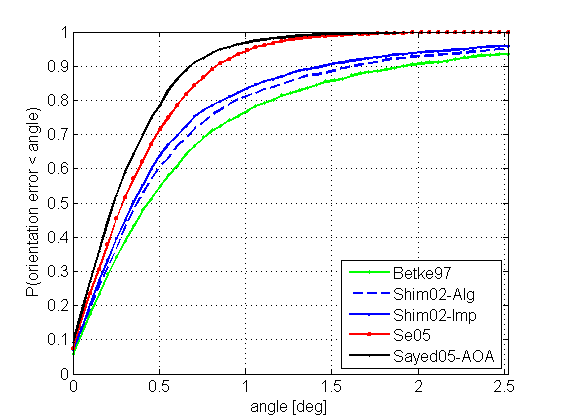 1
0.9
0.8
0.7
0.6
0.5
0.4
0.3
0.2
0.1
0
P(orientation error < angle)
Betke97
Shim02-Alg
Shim02-Imp
Se05
Sayed05-AOA
0 0.5 1 1.5 2 2.5
angle [deg]